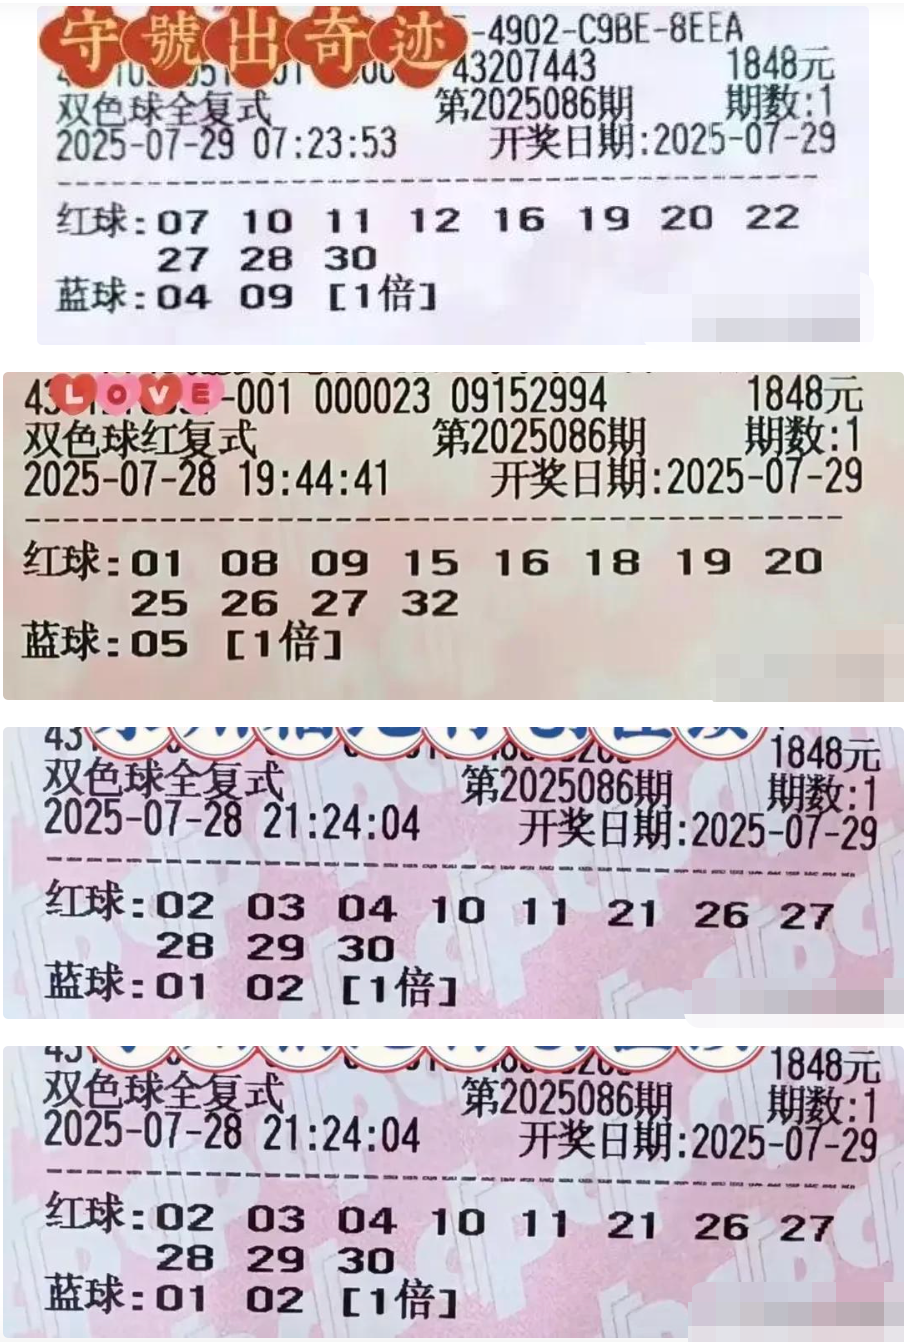 守號出奇迹
-4902-C9BE-8EEA
43207443 1848元
双色球全复式 第2025086期 期数:1
2025-07-29 07:23:53 开奖日期:2025-07-29
红球:07 10 11 12 16 19 20 22
27 28 30
蓝球:04 09 [1倍]
LOVE
-001 000023 09152994 1848元
双色球红复式 第2025086期 期数:1
2025-07-28 19:44:41 开奖日期:2025-07-29
红球:01 08 09 15 16 18 19 20
25 26 27 32
蓝球:05 [1倍]
1848元
双色球全复式 第2025086期 期数:1
2025-07-28 21:24:04 开奖日期:2025-07-29
红球:02 03 04 10 11 21 26 27
28 29 30
蓝球:01 02 [1倍]
1848元
双色球全复式 第2025086期 期数:1
2025-07-28 21:24:04 开奖日期:2025-07-29
红球:02 03 04 10 11 21 26 27
28 29 30
蓝球:01 02 [1倍]